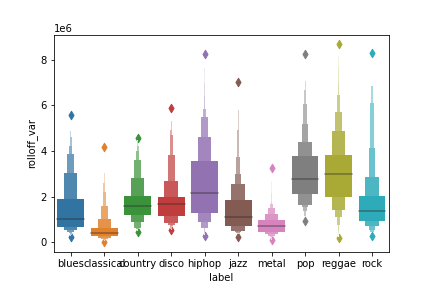 1e6
8
6
4
2
0
rolloff_var
blues classical country disco hiphop jazz metal pop reggae rock
label